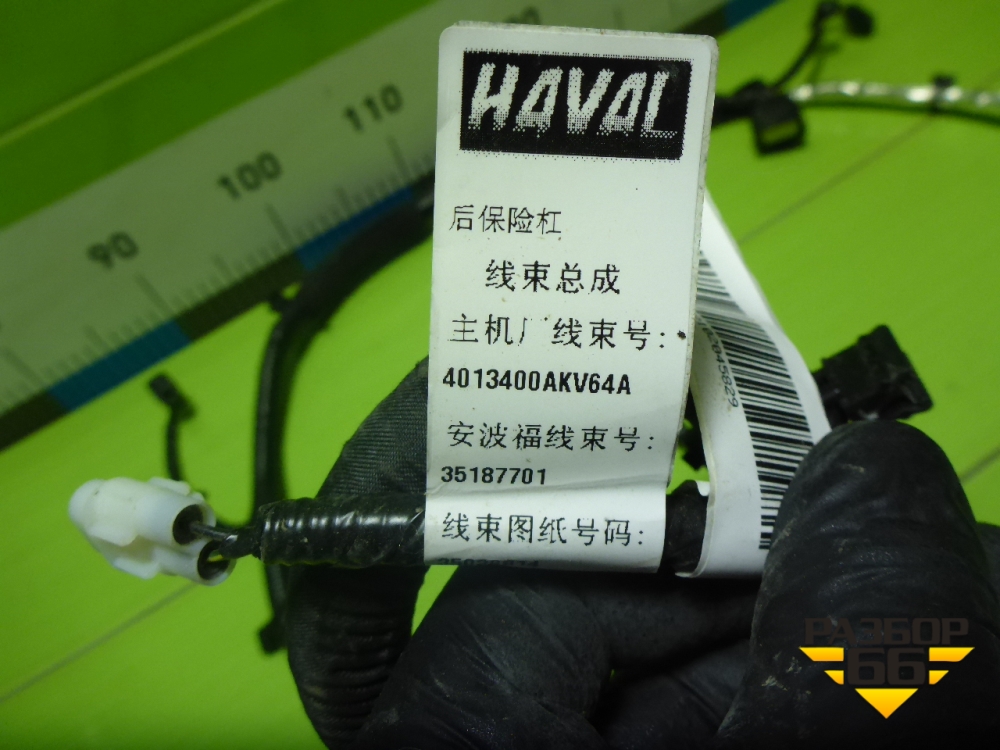 HAVAL
后保险杠
线束总成
主机厂线束号:
4013400AKV64A
安波福线束号:
35187701
线束图纸号码:
90
100
110
РАЗБОР
66